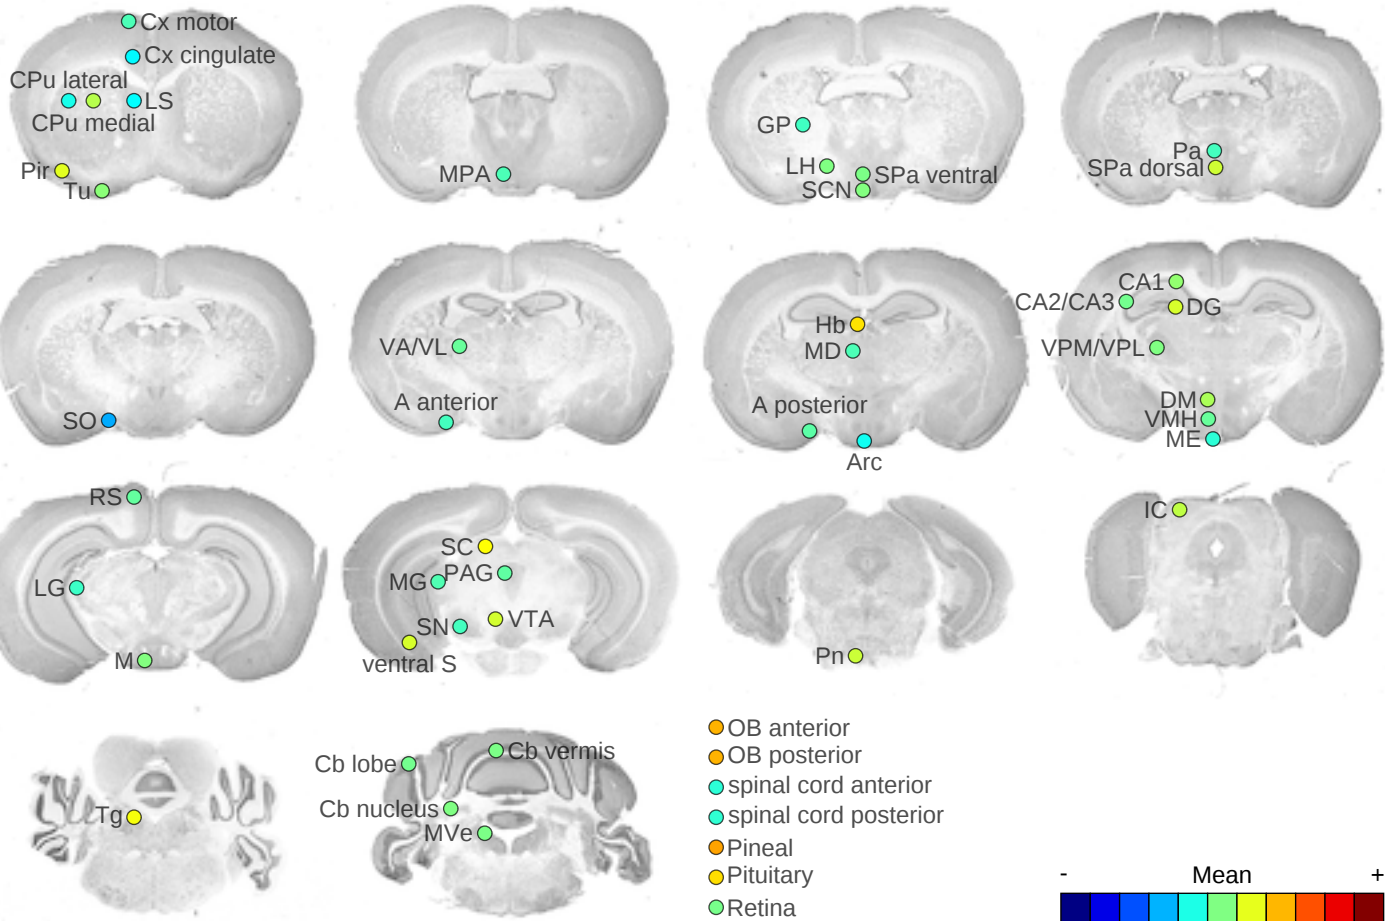 Cx motor
Cx cingulate
CPu lateral
LS
CPu medial
Pir
Tu
MPA
GP
LH
SPa ventral
SCN
Pa
SPa dorsal
SO
VA/VL
A anterior
Hb
MD
A posterior
Arc
CA1
CA2/CA3
DG
VPM/VPL
DM
VMH
ME
RS
LG
M
SC
PAG
MG
VTA
SN
ventral S
Pn
IC
Tg
Cb vermis
Cb lobe
Cb nucleus
MVe
OB anterior
OB posterior
spinal cord anterior
spinal cord posterior
Pineal
Pituitary
Retina
- Mean +